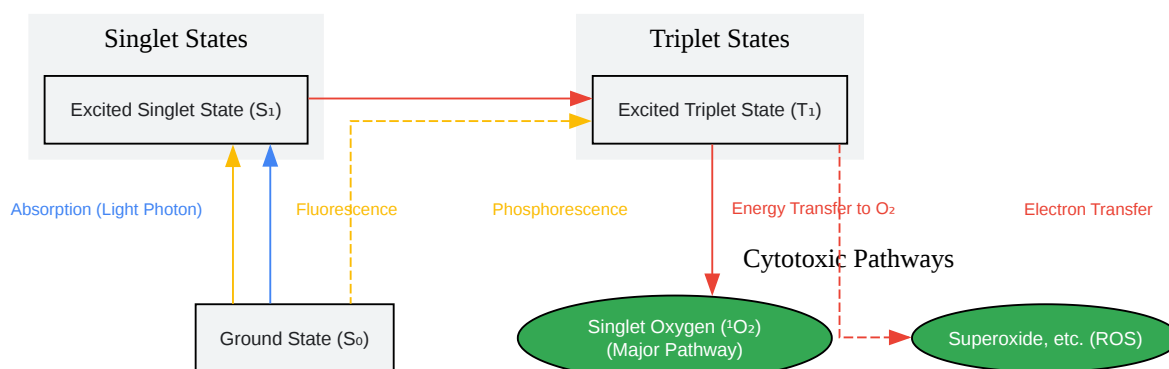 Singlet States
Triplet States
Excited Singlet State (S₁)
Excited Triplet State (T₁)
Absorption (Light Photon)
Fluorescence
Phosphorescence
Energy Transfer to O₂
Electron Transfer
Cytotoxic Pathways
Ground State (S₀)
Singlet Oxygen (¹O₂)
(Major Pathway)
Superoxide, etc. (ROS)